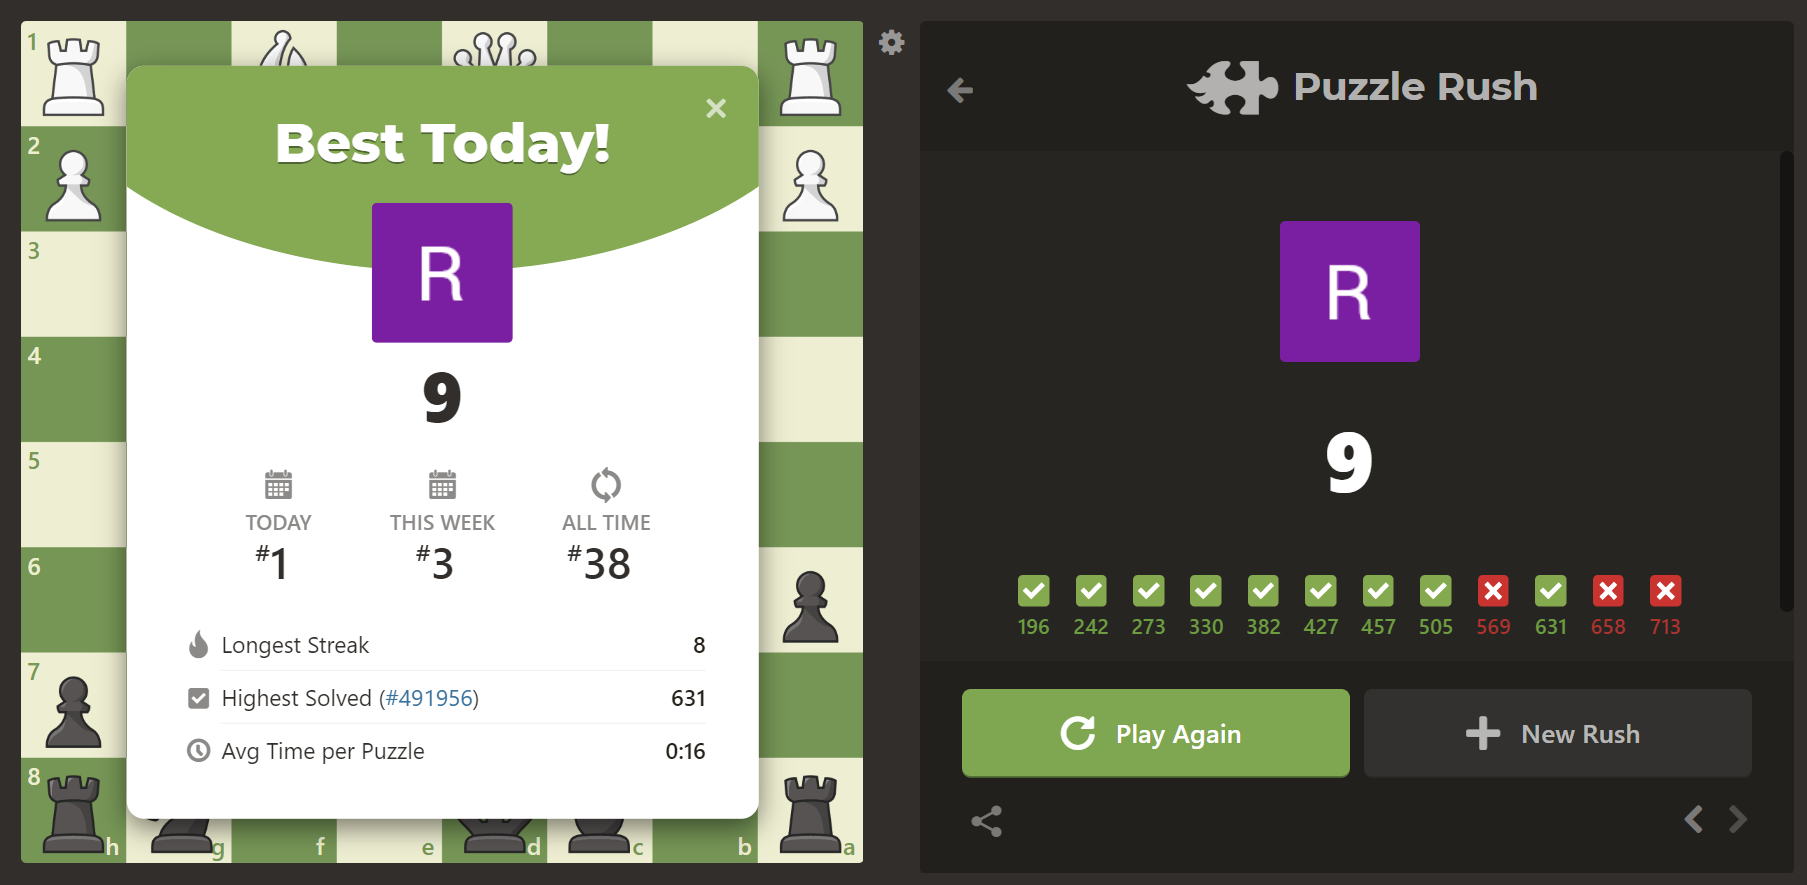 1
2
3
4
5
6
7
8
h
g
f
e
d
c
b
a
Best Today!
R
9
TODAY
#1
THIS WEEK
#3
ALL TIME
#38
Longest Streak 8
Highest Solved (#491956) 631
Avg Time per Puzzle 0:16
Puzzle Rush
R
9
196 242 273 330 382 427 457 505 569 631 658 713
Play Again
New Rush